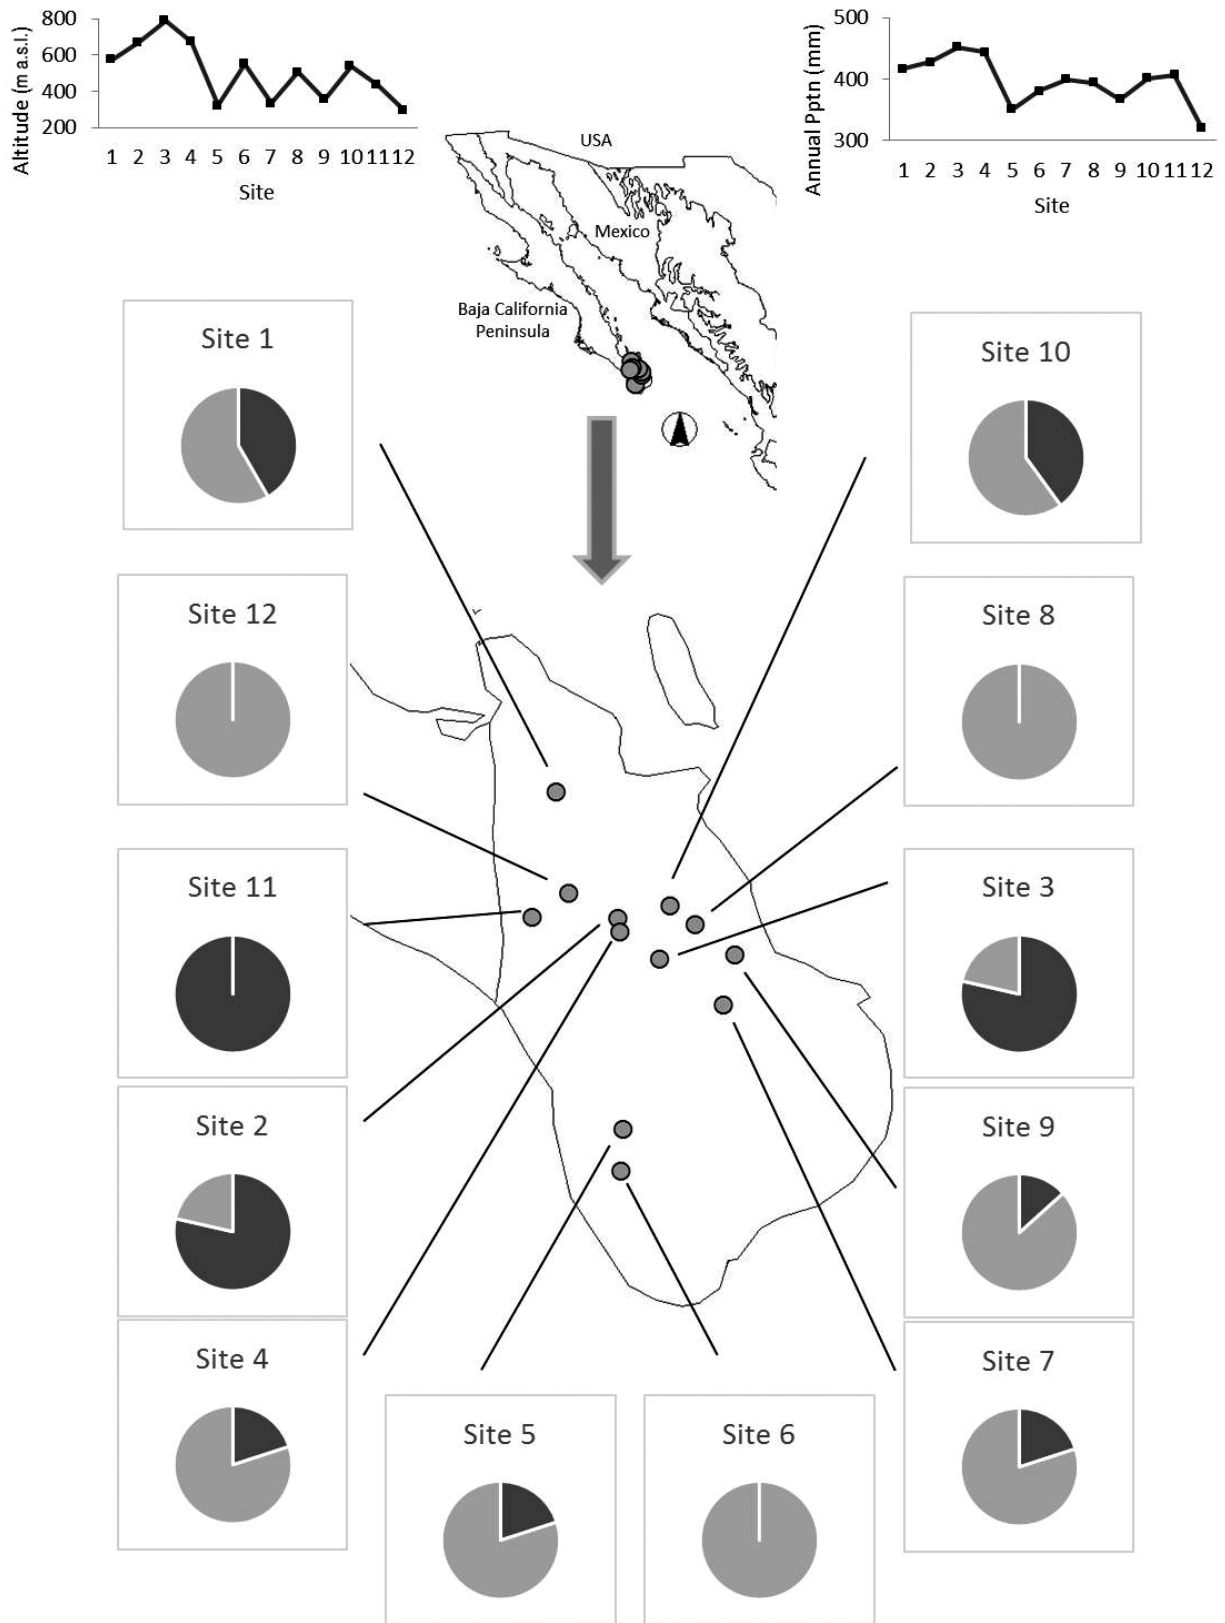 Altitude (m a.s.l.)
800
600
400
200
1 2 3 4 5 6 7 8 9 10 11 12
Site
Annual Pptn (mm)
500
400
300
1 2 3 4 5 6 7 8 9 10 11 12
Site
USA
Mexico
Baja California
Peninsula
Site 1
Site 10
Site 12
Site 8
Site 11
Site 3
Site 2
Site 9
Site 4
Site 7
Site 5
Site 6